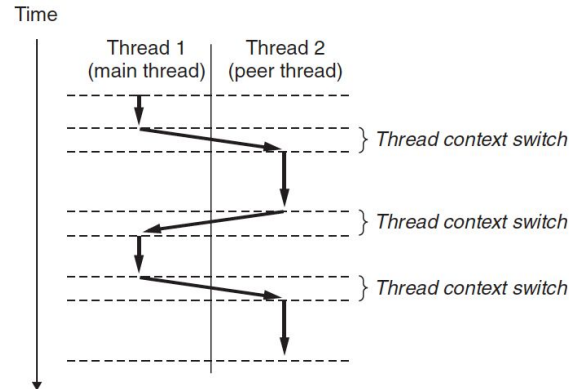 Time
Thread 1
(main thread)
Thread 2
(peer thread)
Thread context switch
Thread context switch
Thread context switch